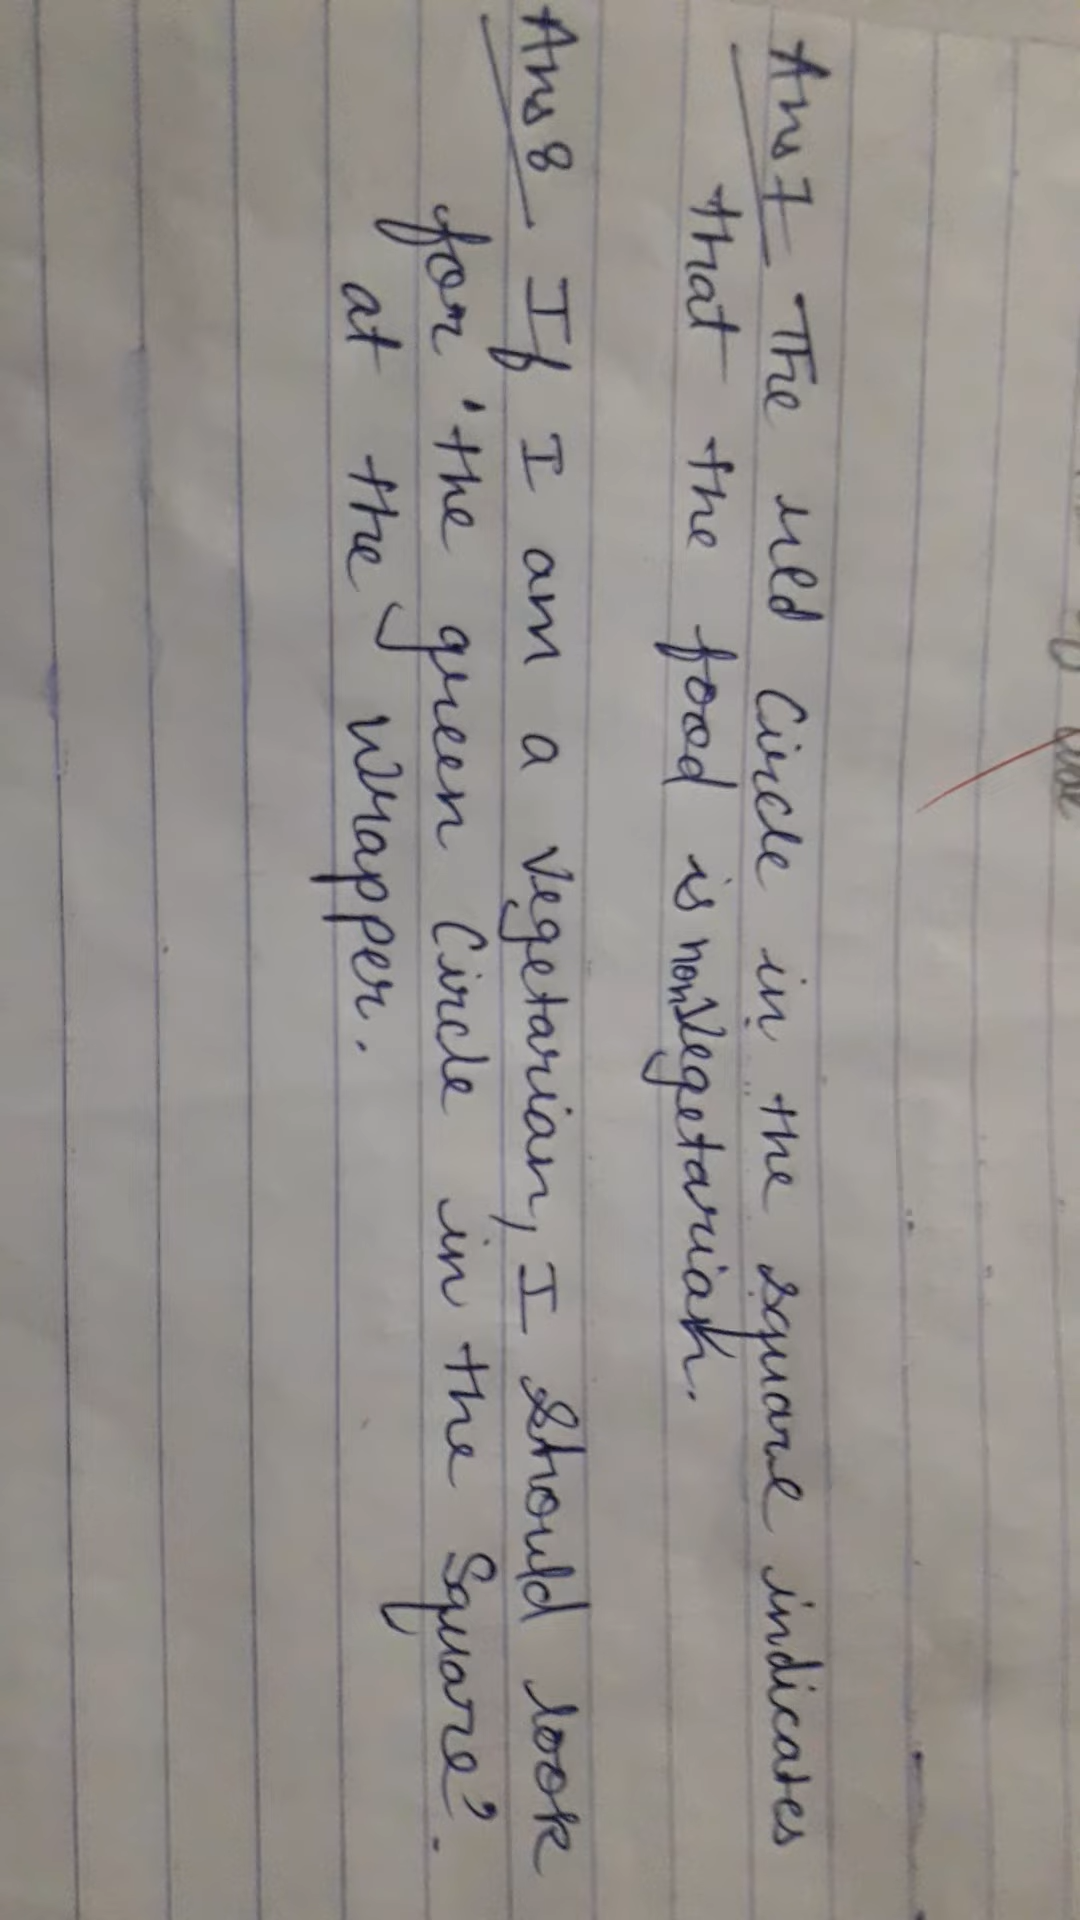 Ans 7 The red Circle in the square indicates
that the food is non Vegetarian.
Ans 8 If I am a vegetarian, I should look
for 'the green Circle in the Square'.
at the wrapper.